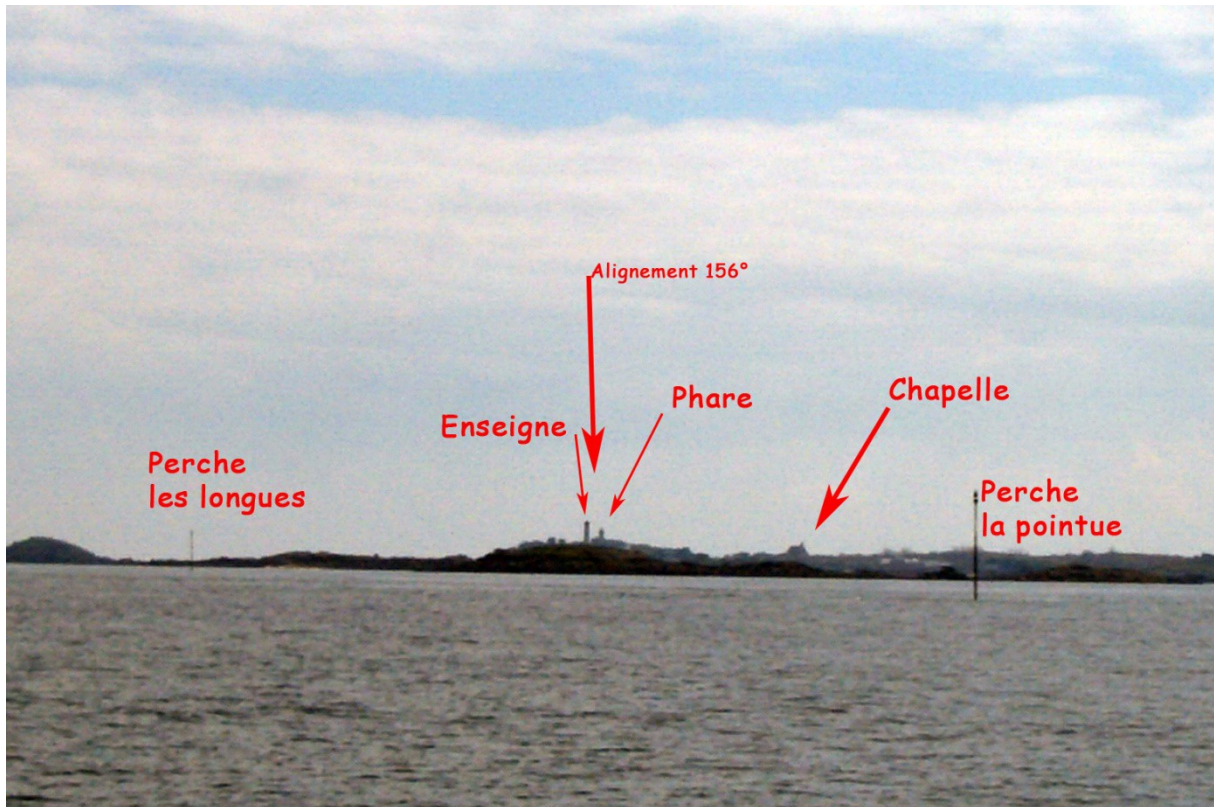 Alignement 156°
Phare
Chapelle
Enseigne
Perche
les longues
Perche
la pointue